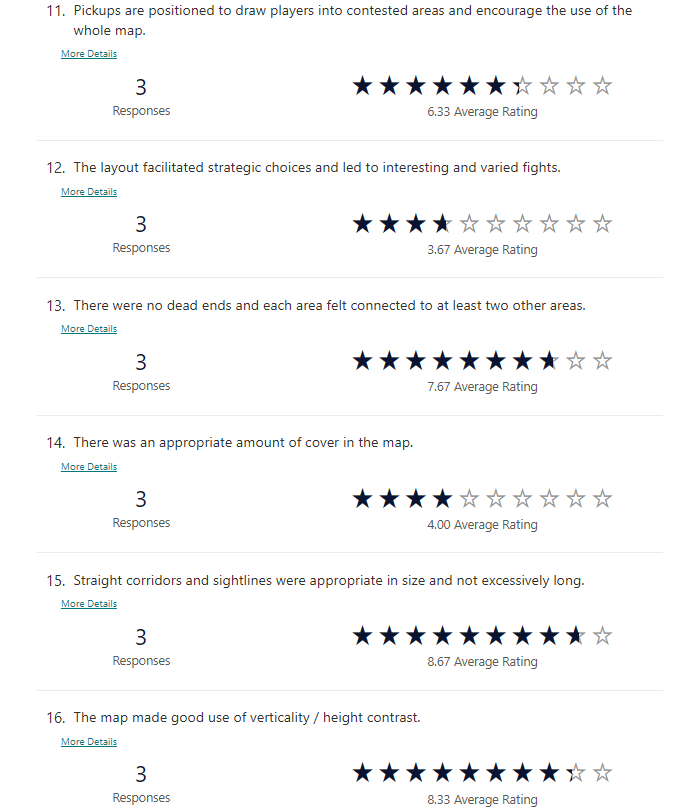 11. Pickups are positioned to draw players into contested areas and encourage the use of the
whole map.
More Details
3
Responses
6.33 Average Rating
12. The layout facilitated strategic choices and led to interesting and varied fights.
More Details
3
Responses
3.67 Average Rating
13. There were no dead ends and each area felt connected to at least two other areas.
More Details
3
Responses
7.67 Average Rating
14. There was an appropriate amount of cover in the map.
More Details
3
Responses
4.00 Average Rating
15. Straight corridors and sightlines were appropriate in size and not excessively long.
More Details
3
Responses
8.67 Average Rating
16. The map made good use of verticality / height contrast.
More Details
3
Responses
8.33 Average Rating